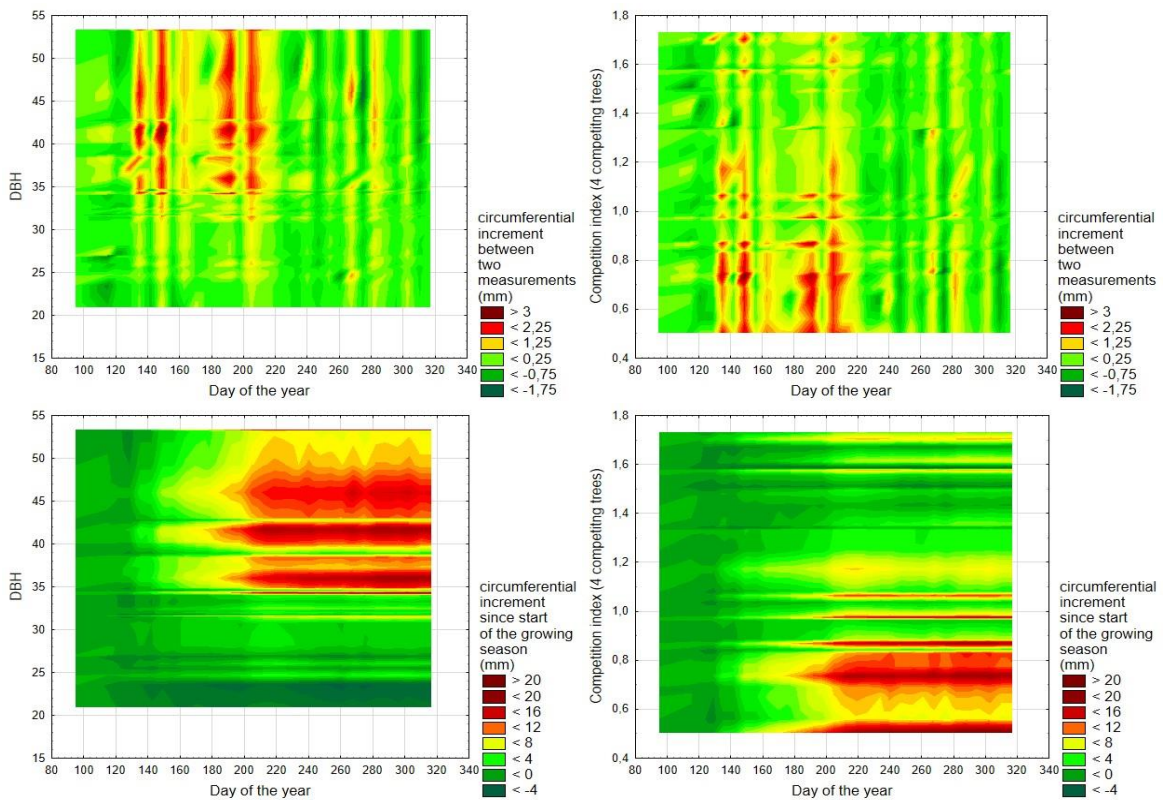 55
50
45
40
35
30
25
20
15
DBH
80 100 120 140 160 180 200 220 240 260 280 300 320 340
Day of the year
circumferential
increment
between
two
measurements
(mm)
> 3
< 2,25
< 1,25
< 0,25
< -0,75
< -1,75
1,8
1,6
1,4
1,2
1,0
0,8
0,6
0,4
Competition index (4 competing trees)
80 100 120 140 160 180 200 220 240 260 280 300 320 340
Day of the year
circumferential
increment
between
two
measurements
(mm)
> 3
< 2,25
< 1,25
< 0,25
< -0,75
< -1,75
55
50
45
40
35
30
25
20
15
DBH
80 100 120 140 160 180 200 220 240 260 280 300 320 340
Day of the year
circumferential
increment
since start
of the growing
season
(mm)
> 20
< 20
< 16
< 12
< 8
< 4
< 0
< -4
1,8
1,6
1,4
1,2
1,0
0,8
0,6
0,4
Competition index (4 competitng trees)
80 100 120 140 160 180 200 220 240 260 280 300 320 340
Day of the year
circumferential
increment
since start
of the growing
season
(mm)
> 20
< 20
< 16
< 12
< 8
< 4
< 0
< -4